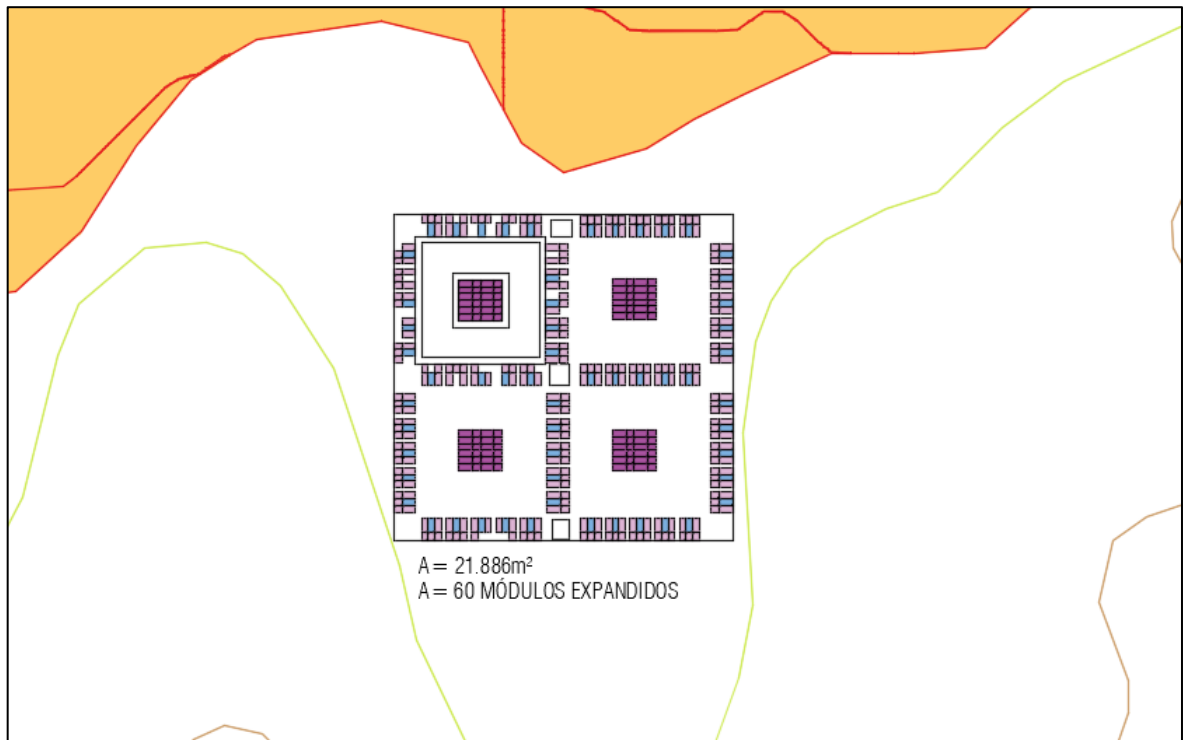 A = 21.886m²
A = 60 MÓDULOS EXPANDIDOS